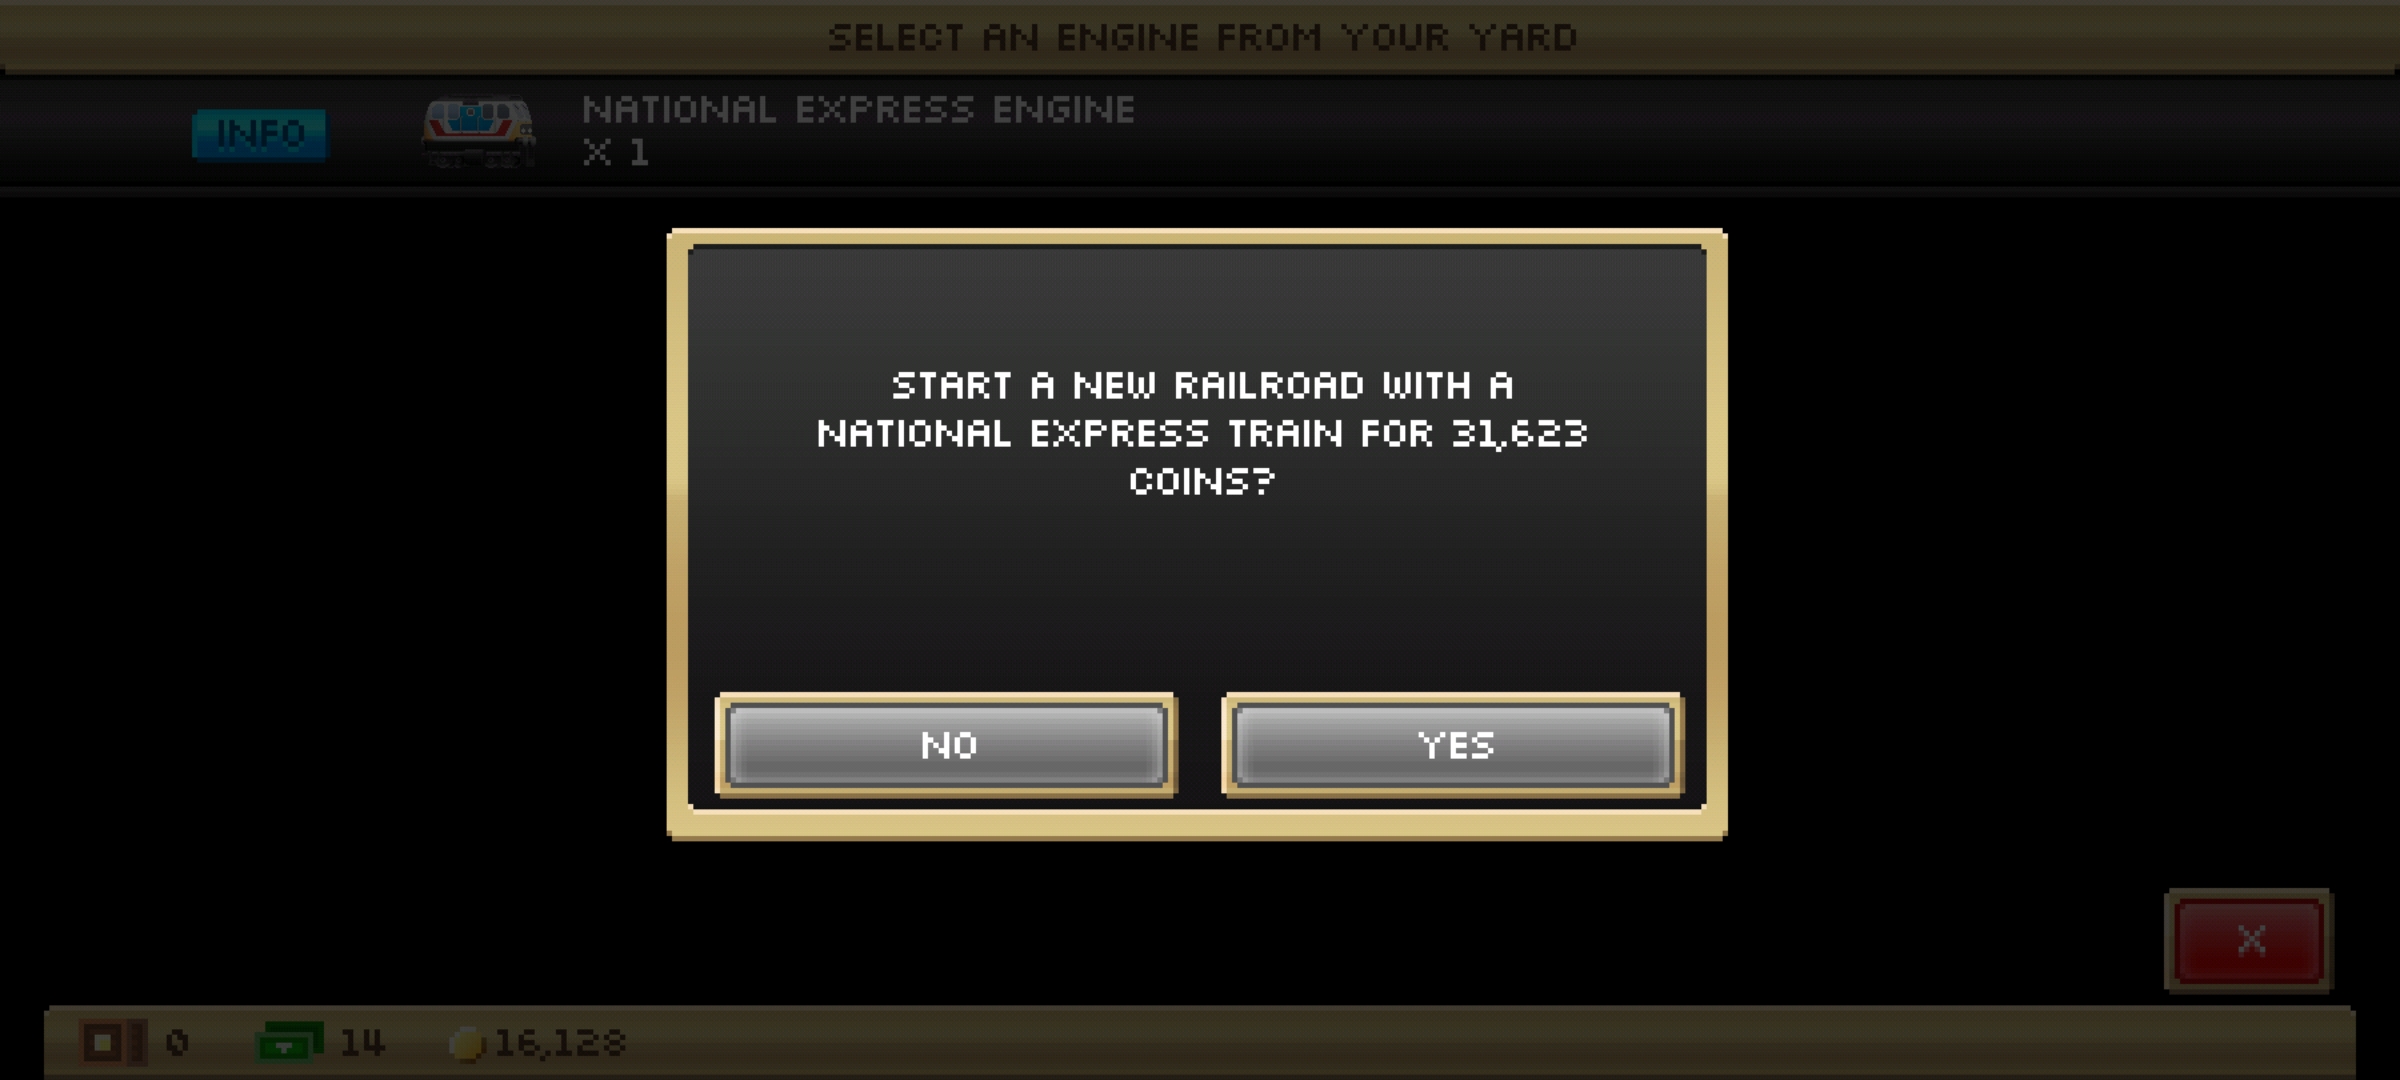 SELECT AN ENGINE FROM YOUR YARD
INFO
NATIONAL EXPRESS ENGINE
X 1
START A NEW RAILROAD WITH A
NATIONAL EXPRESS TRAIN FOR 31,623
COINS?
NO
YES
X
0
14
16,128